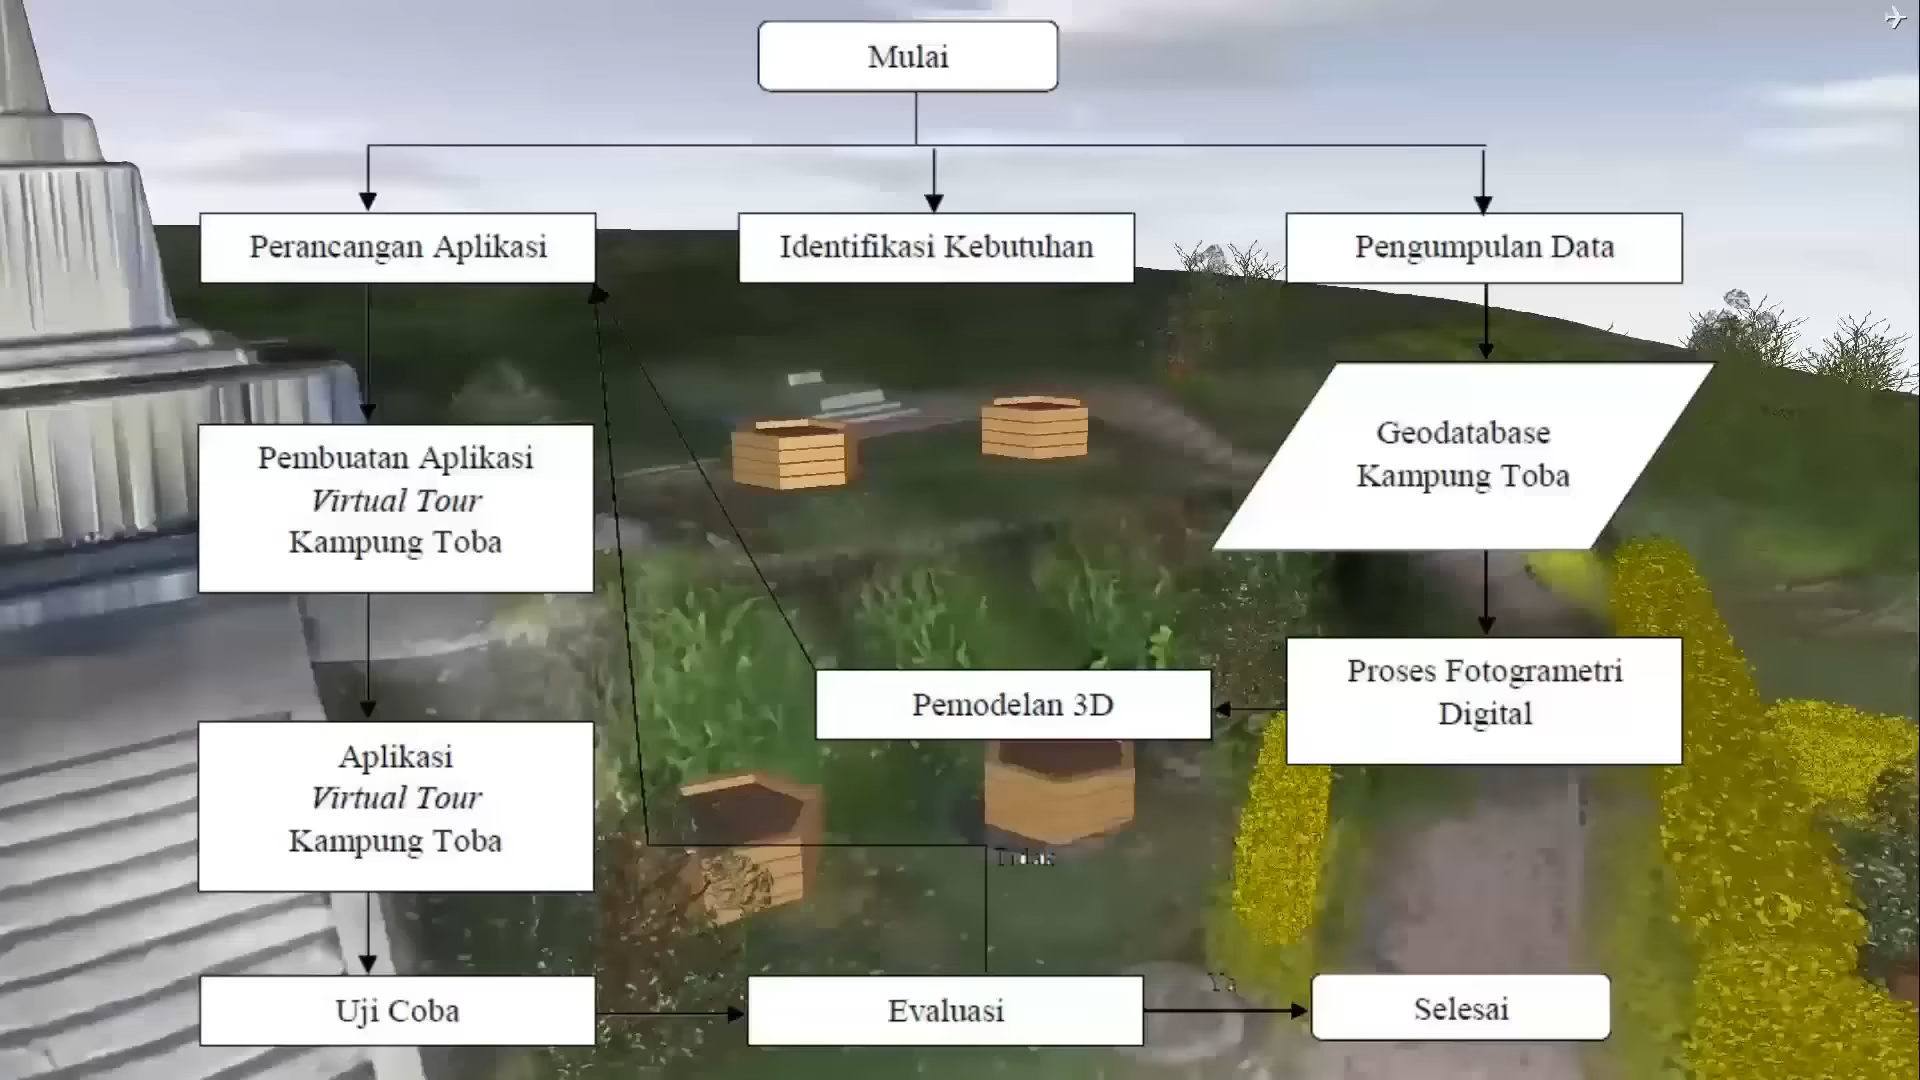 Mulai
Perancangan Aplikasi
Identifikasi Kebutuhan
Pengumpulan Data
Pembuatan Aplikasi
Virtual Tour
Kampung Toba
Geodatabase
Kampung Toba
Proses Fotogrametri
Digital
Pemodelan 3D
Aplikasi
Virtual Tour
Kampung Toba
Tidak
Uji Coba
Evaluasi
Ya
Selesai